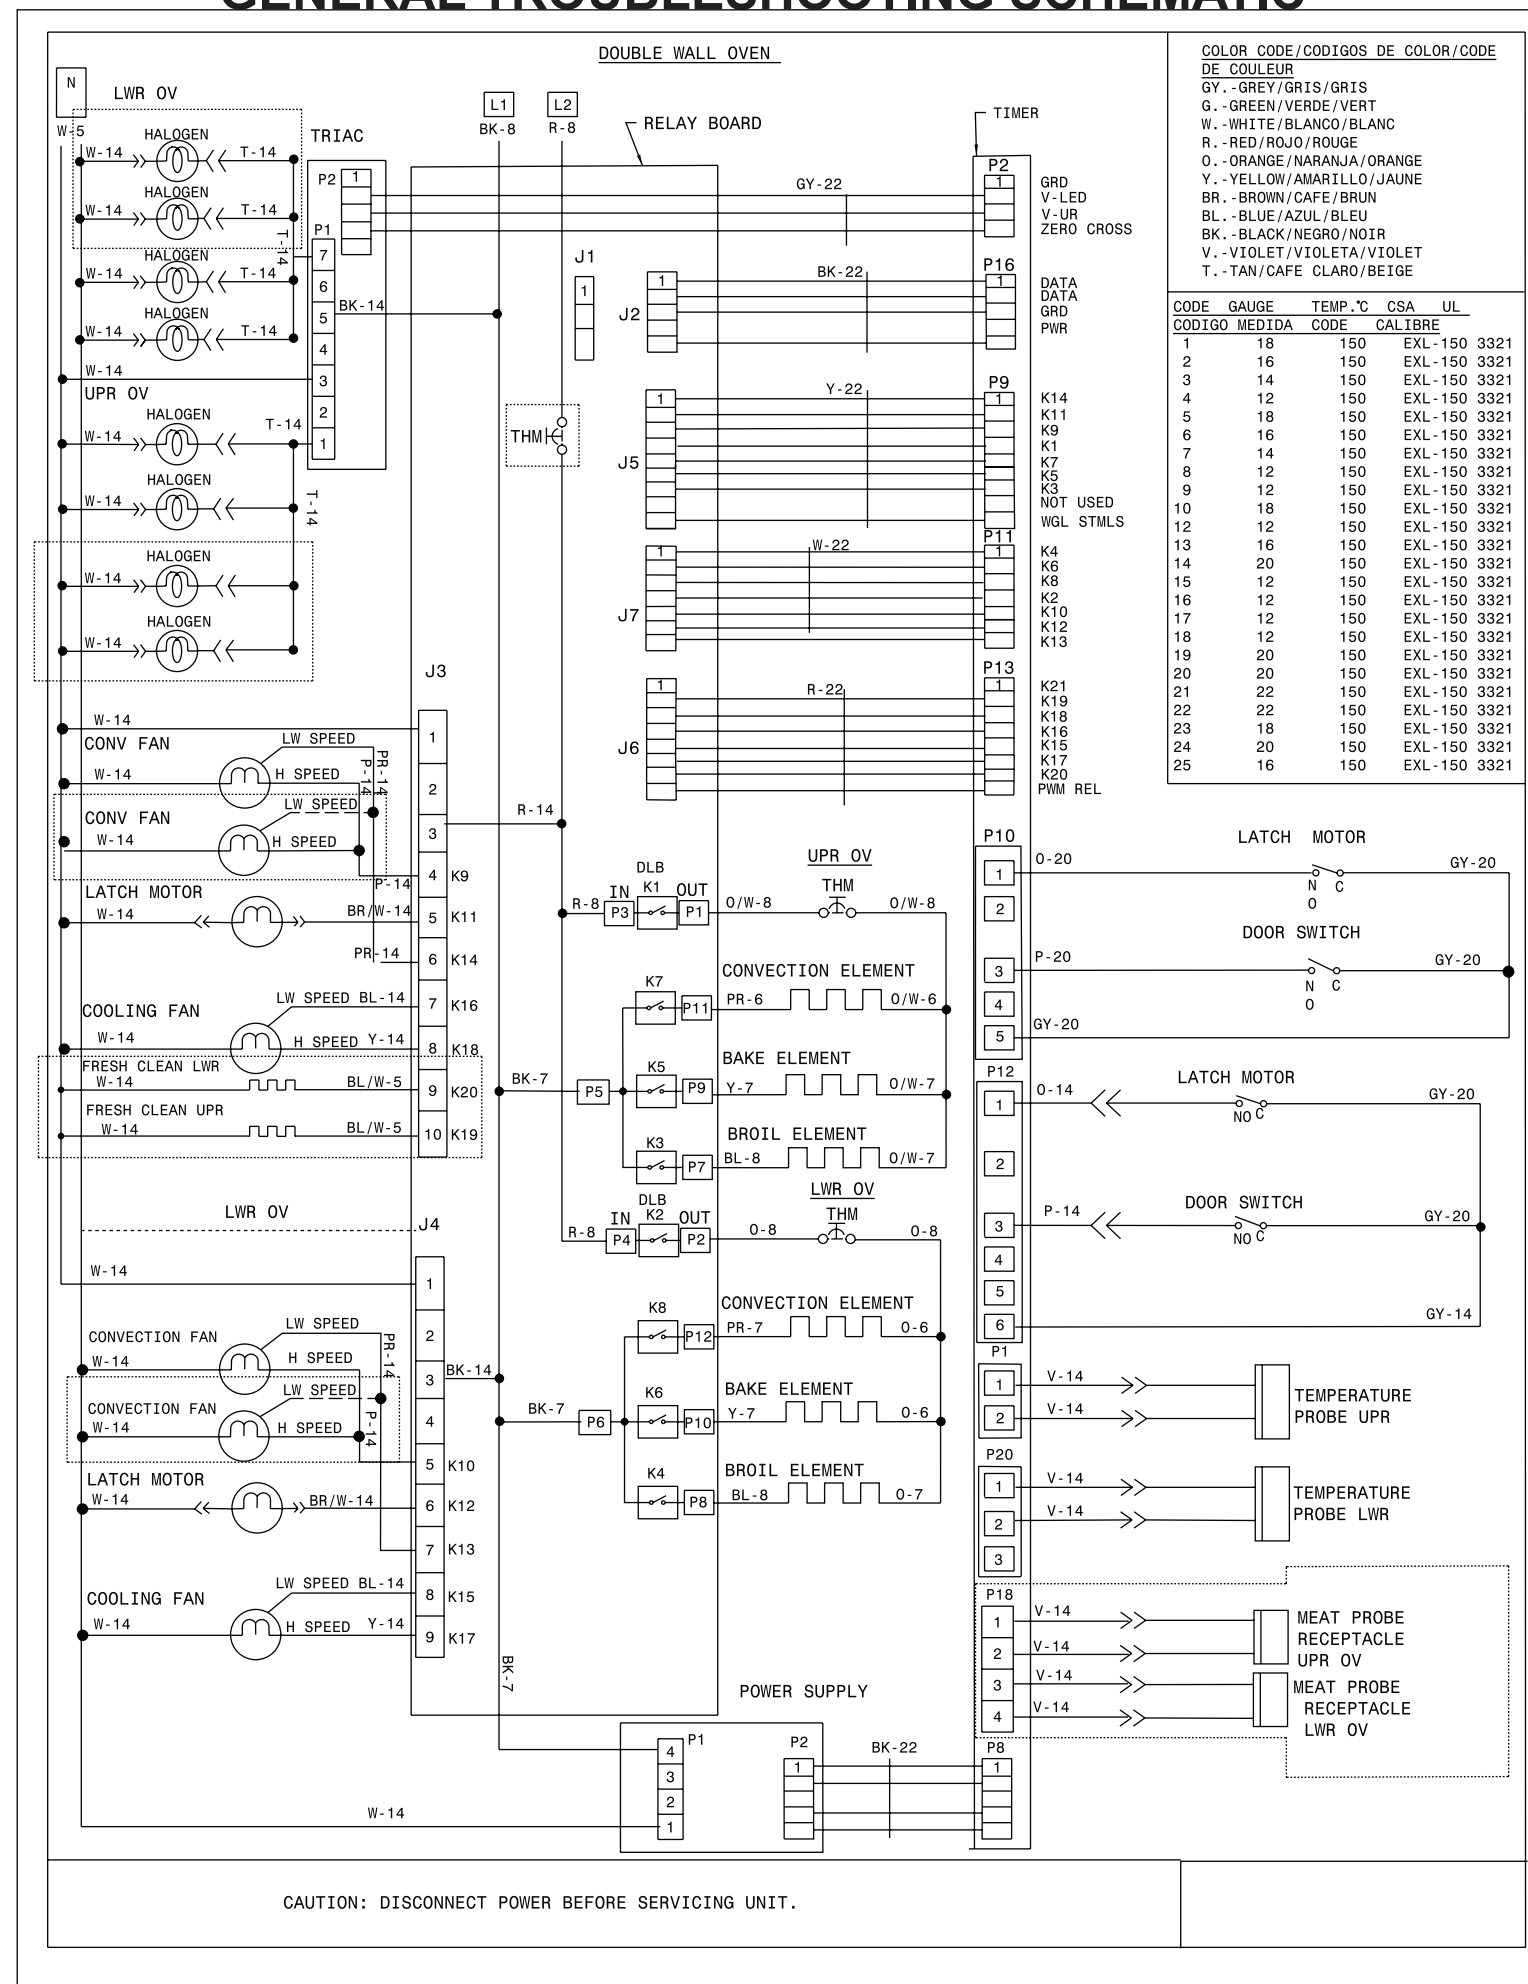 GENERAL TROUBLESHOOTING SCHEMATIC
DOUBLE WALL OVEN
N
LWR OV
W-5
HALOGEN
W-14
T-14
HALOGEN
W-14
T-14
T-14
HALOGEN
W-14
T-14
HALOGEN
W-14
T-14
W-14
UPR OV
HALOGEN
W-14
T-14
HALOGEN
W-14
T-14
HALOGEN
W-14
HALOGEN
W-14
TRIAC
P2
1
P1
7
6
5
4
3
2
1
BK-14
L1
BK-8
L2
R-8
RELAY BOARD
THM
TIMER
GY-22
P2
1
GRD
V-LED
V-UR
ZERO CROSS
J1
1
J2
1
BK-22
P16
1
DATA
DATA
GRD
PWR
J5
1
Y-22
P9
1
K14
K11
K9
K1
K7
K5
K3
NOT USED
WGL STMLS
J7
1
W-22
P11
1
K4
K6
K8
K2
K10
K12
K13
J6
1
R-22
P13
1
K21
K19
K18
K16
K15
K17
K20
PWM REL
COLOR CODE/CODIGOS DE COLOR/CODE
DE COULEUR
GY.-GREY/GRIS/GRIS
G.-GREEN/VERDE/VERT
W.-WHITE/BLANCO/BLANC
R.-RED/ROJO/ROUGE
O.-ORANGE/NARANJA/ORANGE
Y.-YELLOW/AMARILLO/JAUNE
BR.-BROWN/CAFE/BRUN
BL.-BLUE/AZUL/BLEU
BK.-BLACK/NEGRO/NOIR
V.-VIOLET/VIOLETA/VIOLET
T.-TAN/CAFE CLARO/BEIGE
CODE GAUGE TEMP.°C CSA UL
CODIGO MEDIDA CODE CALIBRE
1 18 150 EXL-150 3321
2 16 150 EXL-150 3321
3 14 150 EXL-150 3321
4 12 150 EXL-150 3321
5 18 150 EXL-150 3321
6 16 150 EXL-150 3321
7 14 150 EXL-150 3321
8 12 150 EXL-150 3321
9 12 150 EXL-150 3321
10 18 150 EXL-150 3321
12 12 150 EXL-150 3321
13 16 150 EXL-150 3321
14 20 150 EXL-150 3321
15 12 150 EXL-150 3321
16 12 150 EXL-150 3321
17 12 150 EXL-150 3321
18 12 150 EXL-150 3321
19 20 150 EXL-150 3321
20 20 150 EXL-150 3321
21 22 150 EXL-150 3321
22 22 150 EXL-150 3321
23 18 150 EXL-150 3321
24 20 150 EXL-150 3321
25 16 150 EXL-150 3321
J3
W-14
1
CONV FAN
LW SPEED
W-14
H SPEED
P-14
PR-14
2
CONV FAN
LW SPEED
W-14
H SPEED
3
R-14
P-14
4 K9
LATCH MOTOR
W-14
BR/W-14
5 K11
PR-14
6 K14
COOLING FAN
LW SPEED BL-14
7 K16
W-14
H SPEED Y-14
8 K18
FRESH CLEAN LWR
W-14
BL/W-5
9 K20
FRESH CLEAN UPR
W-14
BL/W-5
10 K19
LWR OV
J4
W-14
1
2
CONVECTION FAN
LW SPEED
W-14
H SPEED
PR-14
3
BK-14
CONVECTION FAN
LW SPEED
W-14
H SPEED
P-14
4
5 K10
LATCH MOTOR
W-14
BR/W-14
6 K12
7 K13
COOLING FAN
LW SPEED BL-14
8 K15
W-14
H SPEED Y-14
9 K17
BK-7
UPR OV
DLB
R-8
IN
P3
K1
OUT
P1
O/W-8
THM
O/W-8
CONVECTION ELEMENT
K7
P11
PR-6
O/W-6
BAKE ELEMENT
BK-7
P5
K5
P9
Y-7
O/W-7
BROIL ELEMENT
K3
P7
BL-8
O/W-7
LWR OV
DLB
R-8
IN
P4
K2
OUT
P2
O-8
THM
O-8
CONVECTION ELEMENT
K8
P12
PR-7
O-6
BAKE ELEMENT
BK-7
P6
K6
P10
Y-7
O-6
BROIL ELEMENT
K4
P8
BL-8
O-7
P10
1
O-20
LATCH MOTOR
N
O
C
GY-20
2
DOOR SWITCH
3
P-20
N
O
C
GY-20
4
5
GY-20
P12
1
O-14
LATCH MOTOR
NO C
GY-20
2
DOOR SWITCH
3
P-14
NO C
GY-20
4
5
6
GY-14
P1
1
V-14
2
V-14
TEMPERATURE
PROBE UPR
P20
1
V-14
2
V-14
3
TEMPERATURE
PROBE LWR
P18
1
V-14
2
V-14
3
V-14
4
V-14
MEAT PROBE
RECEPTACLE
UPR OV
MEAT PROBE
RECEPTACLE
LWR OV
POWER SUPPLY
P1
4
3
2
1
W-14
P2
1
BK-22
P8
1
CAUTION: DISCONNECT POWER BEFORE SERVICING UNIT.